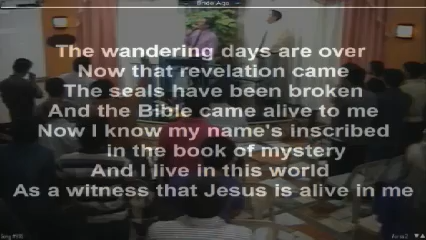 Bride Age
The wandering days are over
Now that revelation came
The seals have been broken
And the Bible came alive to me
Now I know my name's inscribed
in the book of mystery
And I live in this world
As a witness that Jesus is alive in me